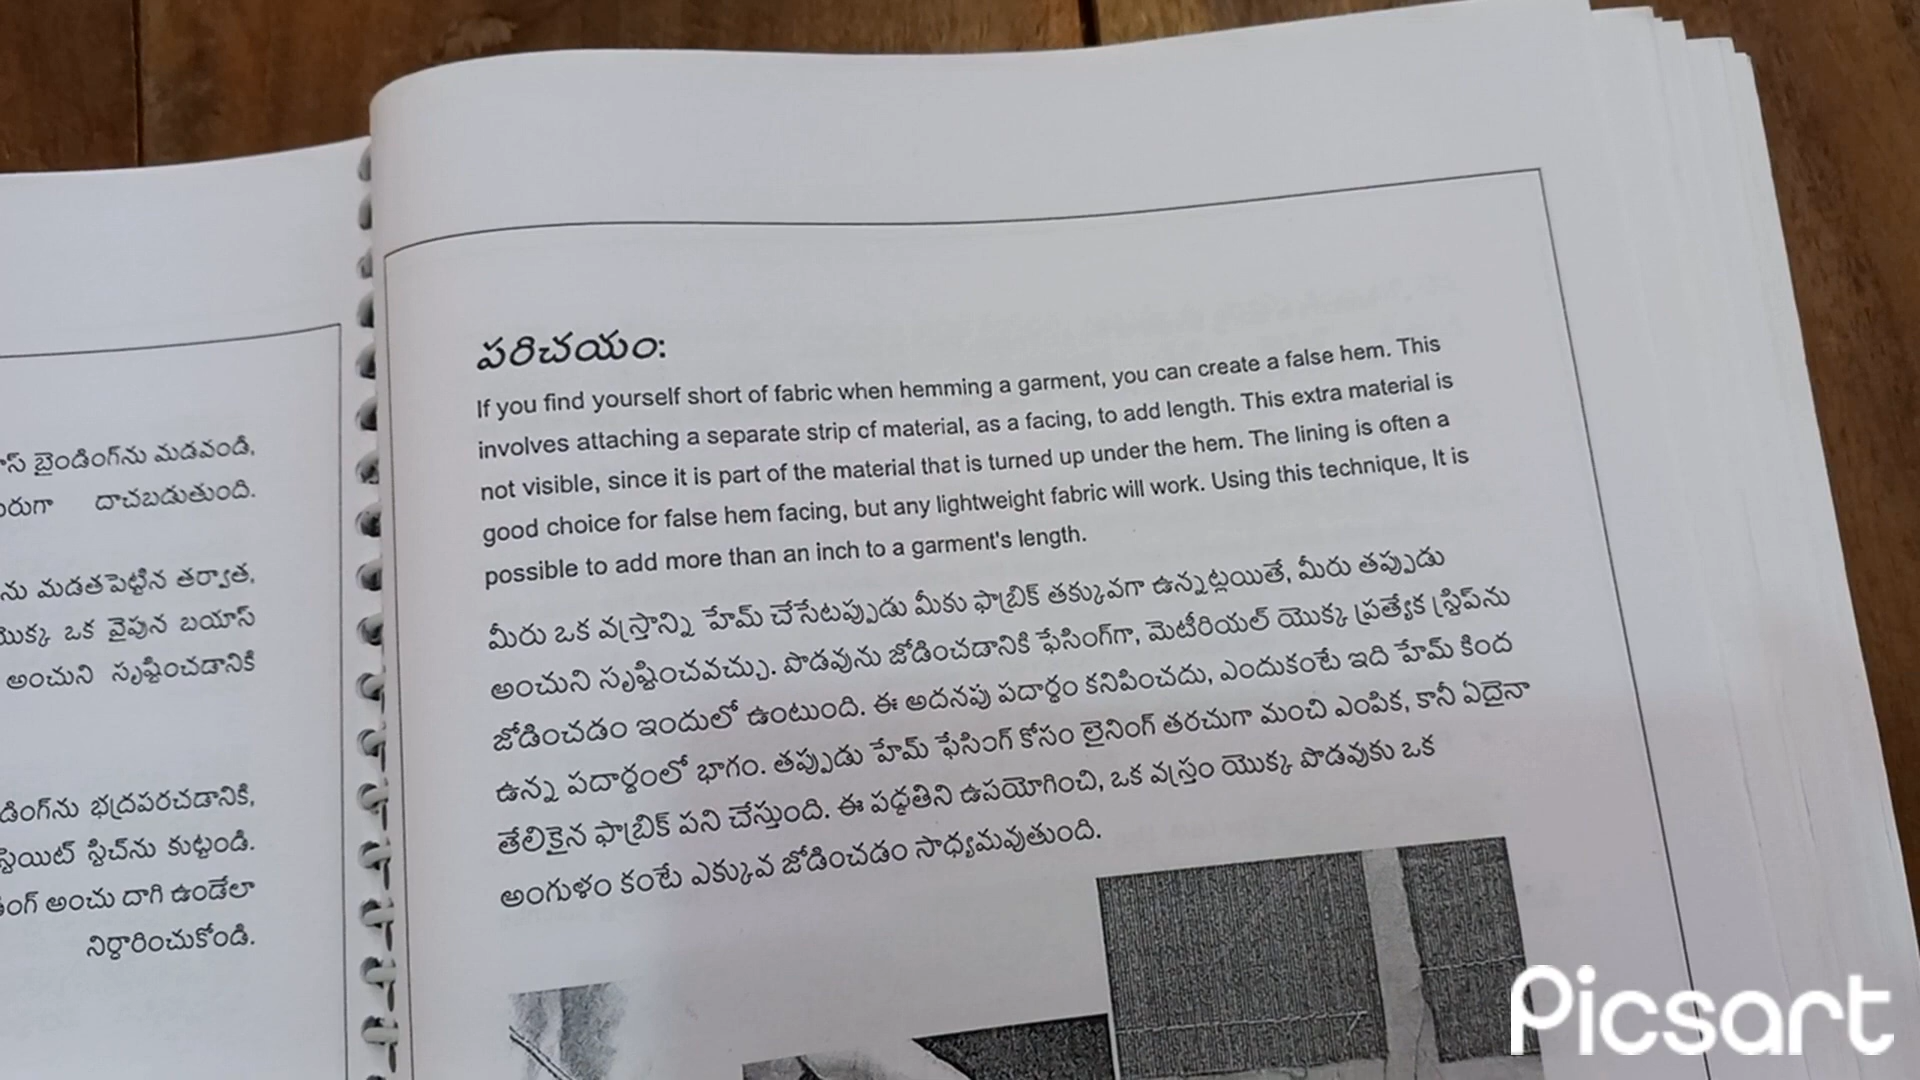 బైండింగ్‌ను మడవండి,
దాచబడుతుంది.
ను మడతపెట్టిన తర్వాత,
ఒక వైపున బయాస్
అంచుని సృష్టించడానికి
డింగ్‌ను భద్రపరచడానికి,
స్టిచ్‌ను కుట్టండి.
అంచు దాగి ఉండేలా
నిర్ధారించుకోండి.
పరిచయం:
If you find yourself short of fabric when hemming a garment, you can create a false hem. This
involves attaching a separate strip of material, as a facing, to add length. This extra material is
not visible, since it is part of the material that is turned up under the hem. The lining is often a
good choice for false hem facing, but any lightweight fabric will work. Using this technique, It is
possible to add more than an inch to a garment's length.
మీరు ఒక వస్త్రాన్ని హేమ్ చేసేటప్పుడు మీకు ఫాబ్రిక్ తక్కువగా ఉన్నట్లయితే, మీరు తప్పుడు
అంచుని సృష్టించవచ్చు. పొడవును జోడించడానికి ఫేసింగ్‌గా, మెటీరియల్ యొక్క ప్రత్యేక స్ట్రిప్‌ను
జోడించడం ఇందులో ఉంటుంది. ఈ అదనపు పదార్థం కనిపించదు, ఎందుకంటే ఇది హేమ్ కింద
ఉన్న పదార్థంలో భాగం. తప్పుడు హేమ్ ఫేసింగ్ కోసం లైనింగ్ తరచుగా మంచి ఎంపిక, కానీ ఏదైనా
తేలికైన ఫాబ్రిక్ పని చేస్తుంది. ఈ పద్ధతిని ఉపయోగించి, ఒక వస్త్రం యొక్క పొడవుకు ఒక
అంగుళం కంటే ఎక్కువ జోడించడం సాధ్యమవుతుంది.
Picsart